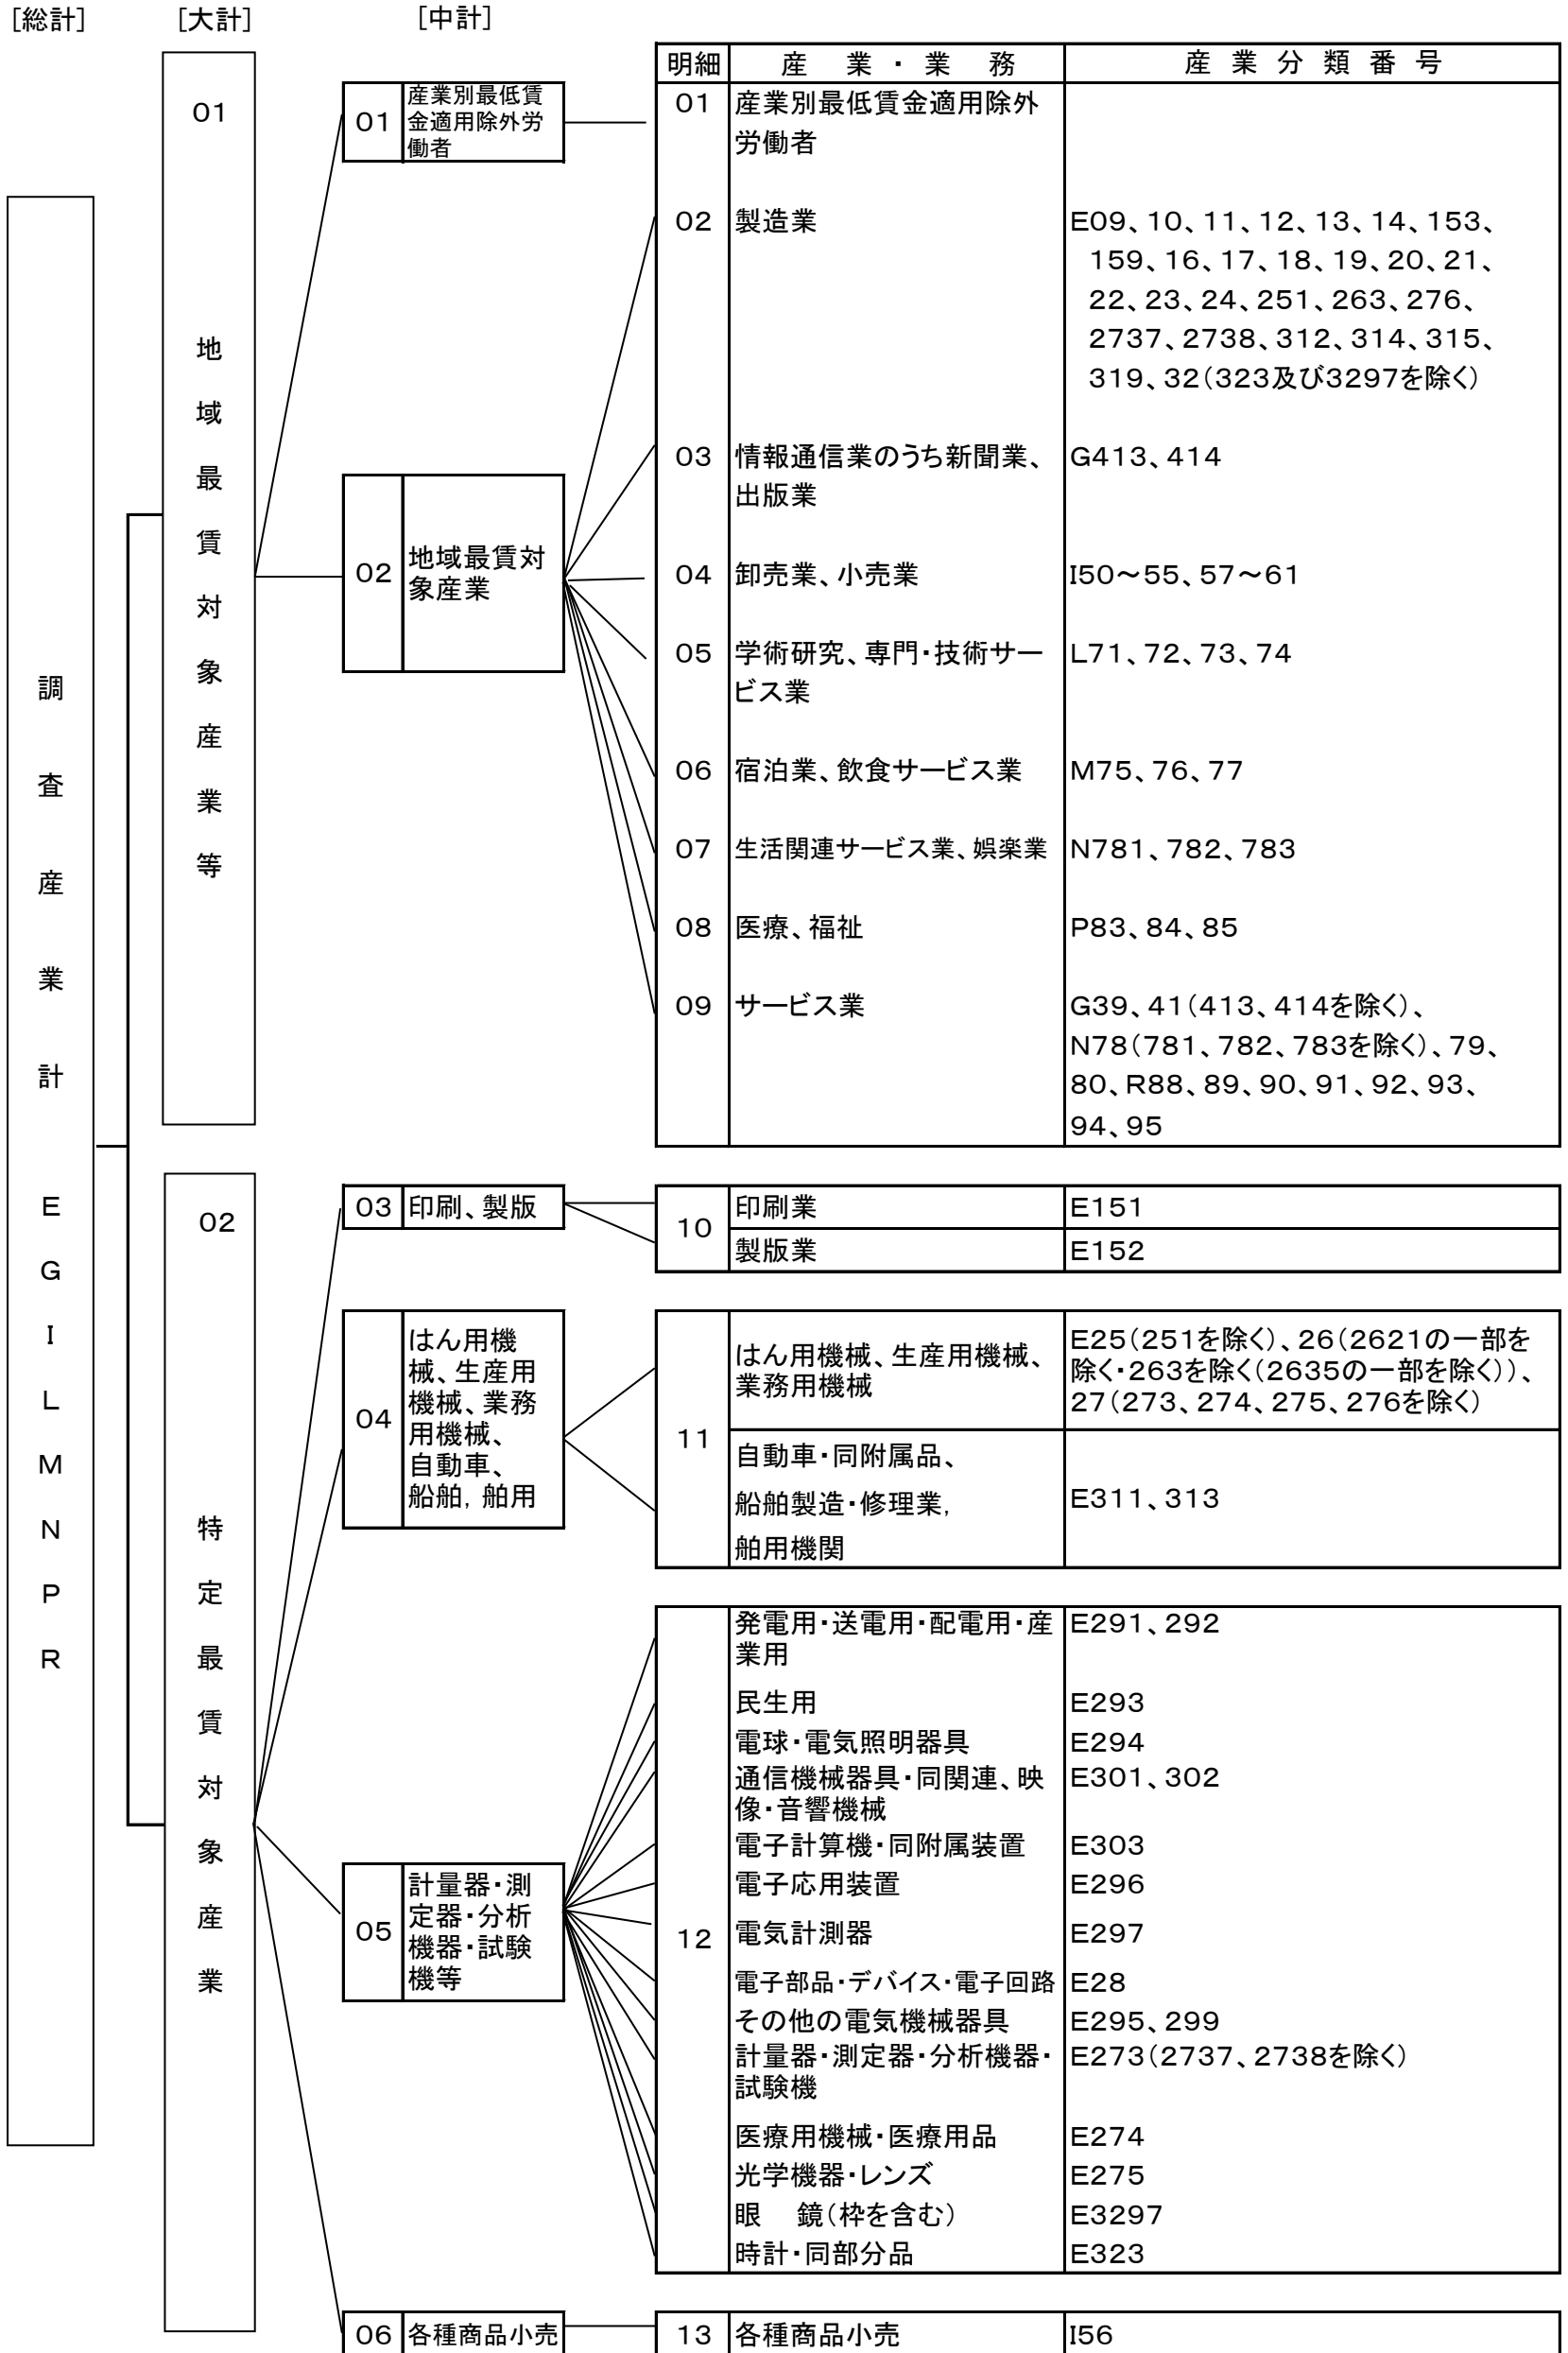 [総計]
[大計]
[中計]
調査産業計 EGILMNPR
01
地域最賃対象産業等
01
産業別最低賃
金適用除外労
働者
02
地域最賃対
象産業
明細
産　業・業　務
産 業 分 類 番 号
01
産業別最低賃金適用除外
労働者
02
製造業
E09、10、11、12、13、14、153、
159、16、17、18、19、20、21、
22、23、24、251、263、276、
2737、2738、312、314、315、
319、32(323及び3297を除く)
03
情報通信業のうち新聞業、
出版業
G413、414
04
卸売業、小売業
I50~55、57~61
05
学術研究、専門・技術サー
ビス業
L71、72、73、74
06
宿泊業、飲食サービス業
M75、76、77
07
生活関連サービス業、娯楽業
N781、782、783
08
医療、福祉
P83、84、85
09
サービス業
G39、41(413、414を除く)、
N78(781、782、783を除く)、79、
80、R88、89、90、91、92、93、
94、95
02
特定最賃対象産業
03
印刷、製版
10
印刷業
E151
製版業
E152
04
はん用機
械、生産用
機械、業務
用機械、
自動車、
船舶,舶用
11
はん用機械、生産用機械、
業務用機械
E25(251を除く)、26(2621の一部を
除く・263を除く(2635の一部を除く))、
27(273、274、275、276を除く)
自動車・同附属品、
船舶製造・修理業,
舶用機関
E311、313
05
計量器・測
定器・分析
機器・試験
機等
12
発電用・送電用・配電用・産
業用
E291、292
民生用
E293
電球・電気照明器具
E294
通信機械器具・同関連、映
像・音響機械
E301、302
電子計算機・同附属装置
E303
電子応用装置
E296
電気計測器
E297
電子部品・デバイス・電子回路
E28
その他の電気機械器具
E295、299
計量器・測定器・分析機器・
試験機
E273(2737、2738を除く)
医療用機械・医療用品
E274
光学機器・レンズ
E275
眼　鏡(枠を含む)
E3297
時計・同部分品
E323
06
各種商品小売
13
各種商品小売
I56